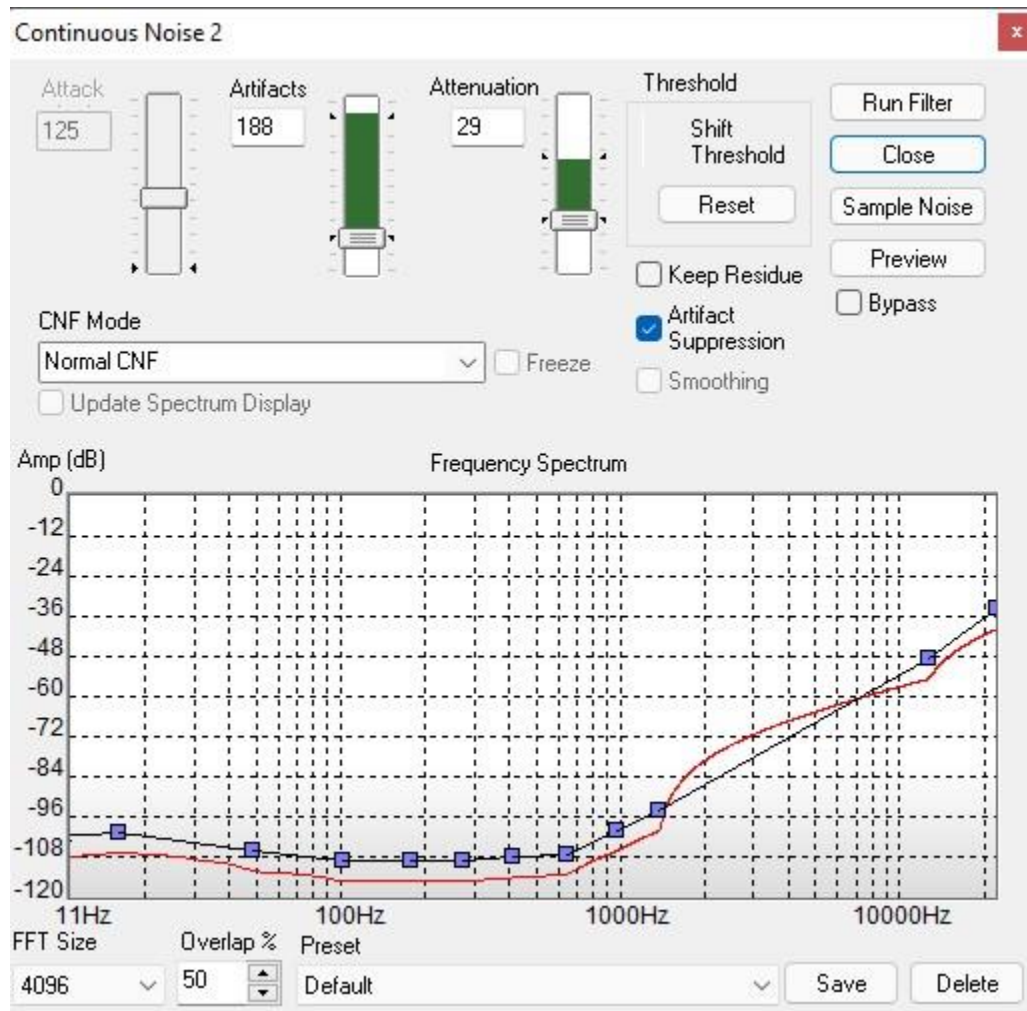 Continuous Noise 2
x
Attack
125
Artifacts
188
Attenuation
29
Threshold
Shift
Threshold
Reset
Run Filter
Close
Sample Noise
Preview
Bypass
Keep Residue
Artifact
Suppression
Smoothing
CNF Mode
Normal CNF
Freeze
Update Spectrum Display
Amp (dB)
Frequency Spectrum
0
-12
-24
-36
-48
-60
-72
-84
-96
-108
-120
11Hz 100Hz 1000Hz 10000Hz
FFT Size
4096
Overlap %
50
Preset
Default
Save
Delete